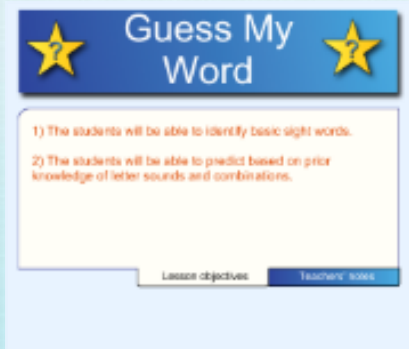 Guess My
Word
?
?
1) The students will be able to identify basic sight words.
2) The students will be able to predict based on prior
knowledge of letter sounds and combinations.
Lesson objectives
Teachers' notes